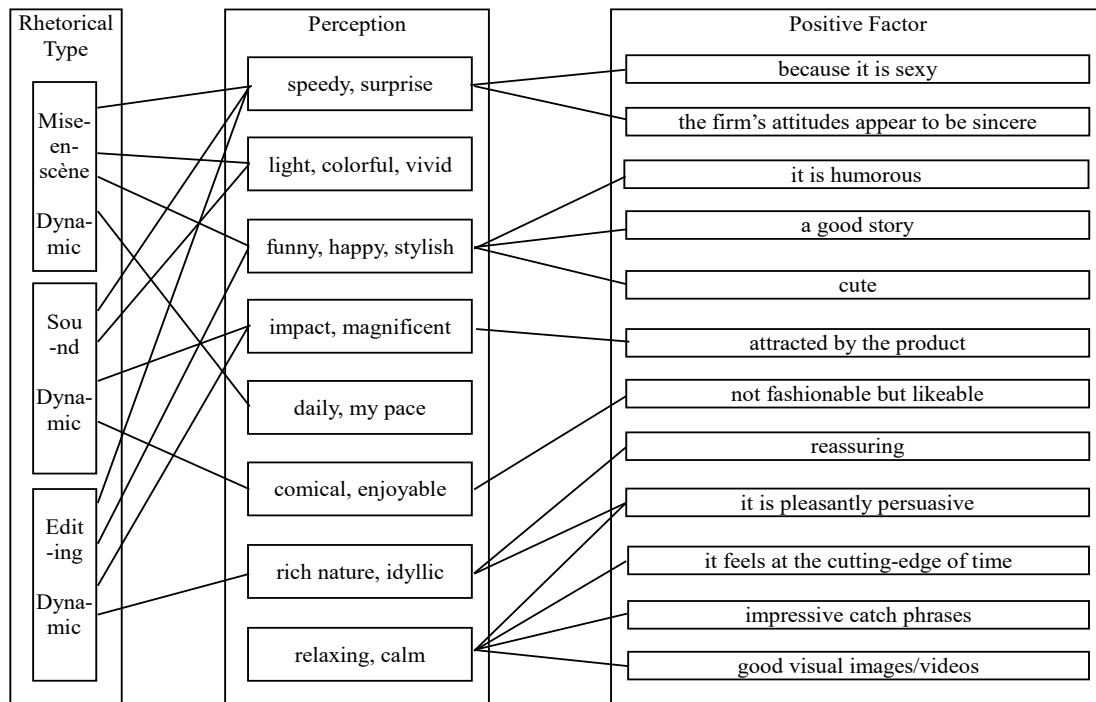 Rhetorical
Type
Mise-
en-
scène
Dyna-
mic
Sou
-nd
Dyna-
mic
Edit
-ing
Dyna-
mic
Perception
speedy, surprise
light, colorful, vivid
funny, happy, stylish
impact, magnificent
daily, my pace
comical, enjoyable
rich nature, idyllic
relaxing, calm
Positive Factor
because it is sexy
the firm’s attitudes appear to be sincere
it is humorous
a good story
cute
attracted by the product
not fashionable but likeable
reassuring
it is pleasantly persuasive
it feels at the cutting-edge of time
impressive catch phrases
good visual images/videos